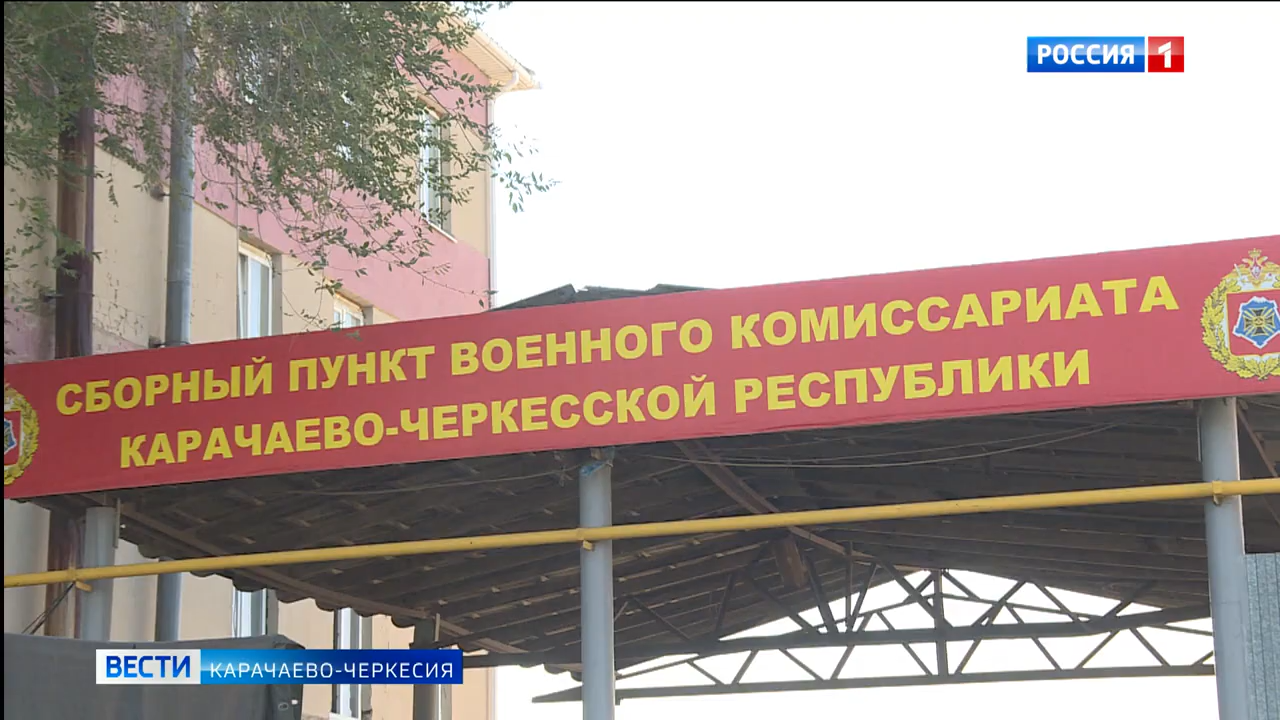 РОССИЯ 1
СБОРНЫЙ ПУНКТ ВОЕННОГО КОМИССАРИАТА
КАРАЧАЕВО-ЧЕРКЕССКОЙ РЕСПУБЛИКИ
ВЕСТИ КАРАЧАЕВО-ЧЕРКЕСИЯ